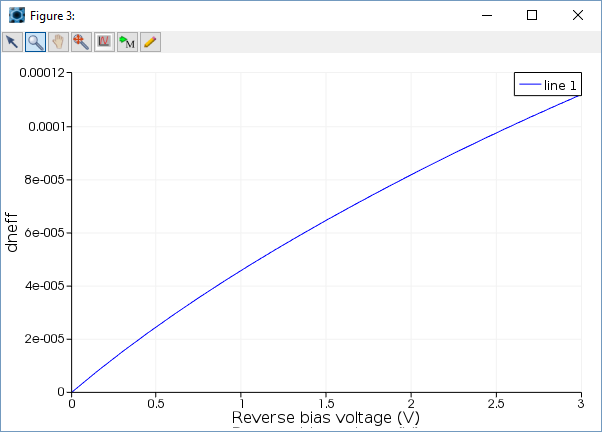 Figure 3:
M
0.00012
line 1
0.0001
8e-005
6e-005
4e-005
2e-005
0
dneff
0 0.5 1 1.5 2 2.5 3
Reverse bias voltage (V)